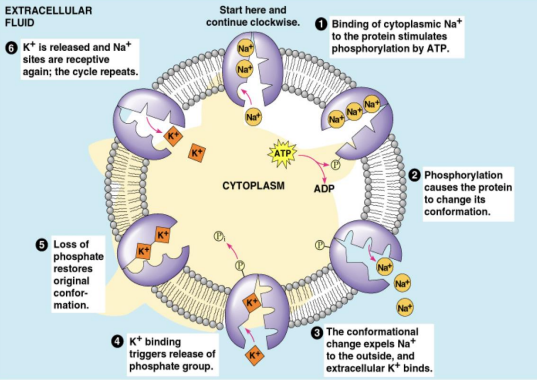 EXTRACELLULAR
FLUID
Start here and
continue clockwise.
1 Binding of cytoplasmic Na+
to the protein stimulates
phosphorylation by ATP.
6 K+ is released and Na+
sites are receptive
again; the cycle repeats.
Na+
Na+
Na+
Na+
Na+
Na+
K+
K+
ATP
P
CYTOPLASM
ADP
2 Phosphorylation
causes the protein
to change its
conformation.
5 Loss of
phosphate
restores
original
confor-
mation.
K+
K+
P
P
P
Na+
Na+
Na+
K+
K+
4 K+ binding
triggers release of
phosphate group.
3 The conformational
change expels Na+
to the outside, and
extracellular K+ binds.